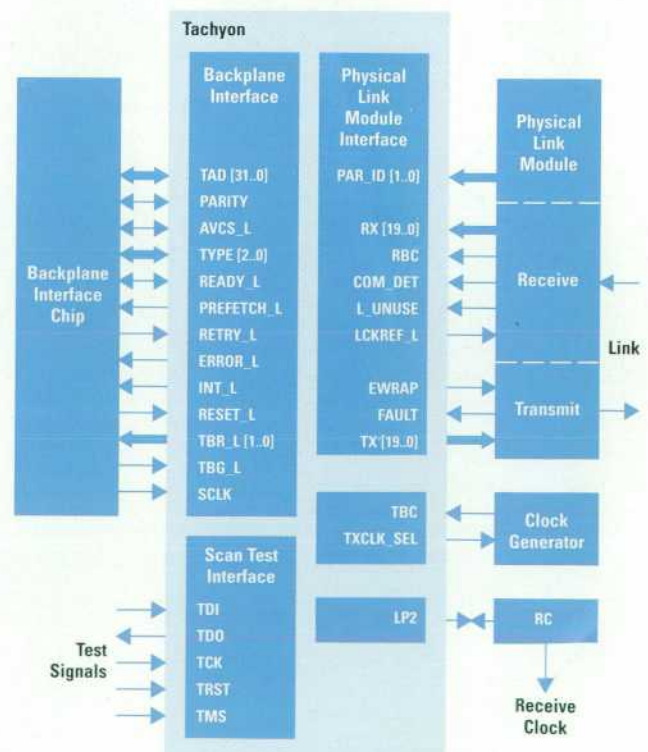 Tachyon
Backplane
Interface
Physical
Link
Module
Interface
Physical
Link
Module
TAD [31..0]
PAR_ID [1..0]
PARITY
AVCS_L
RX [19..0]
TYPE [2..0]
RBC
READY_L
COM_DET
Receive
Backplane
Interface
Chip
PREFETCH_L
L_UNUSE
RETRY_L
LCKREF_L
Link
ERROR_L
INT_L
EWRAP
RESET_L
FAULT
Transmit
TBR_L [1..0]
TX [19..0]
TBG_L
SCLK
TBC
TXCLK_SEL
Clock
Generator
Scan Test
Interface
TDI
LP2
RC
TDO
Test
Signals
TCK
TRST
TMS
Receive
Clock